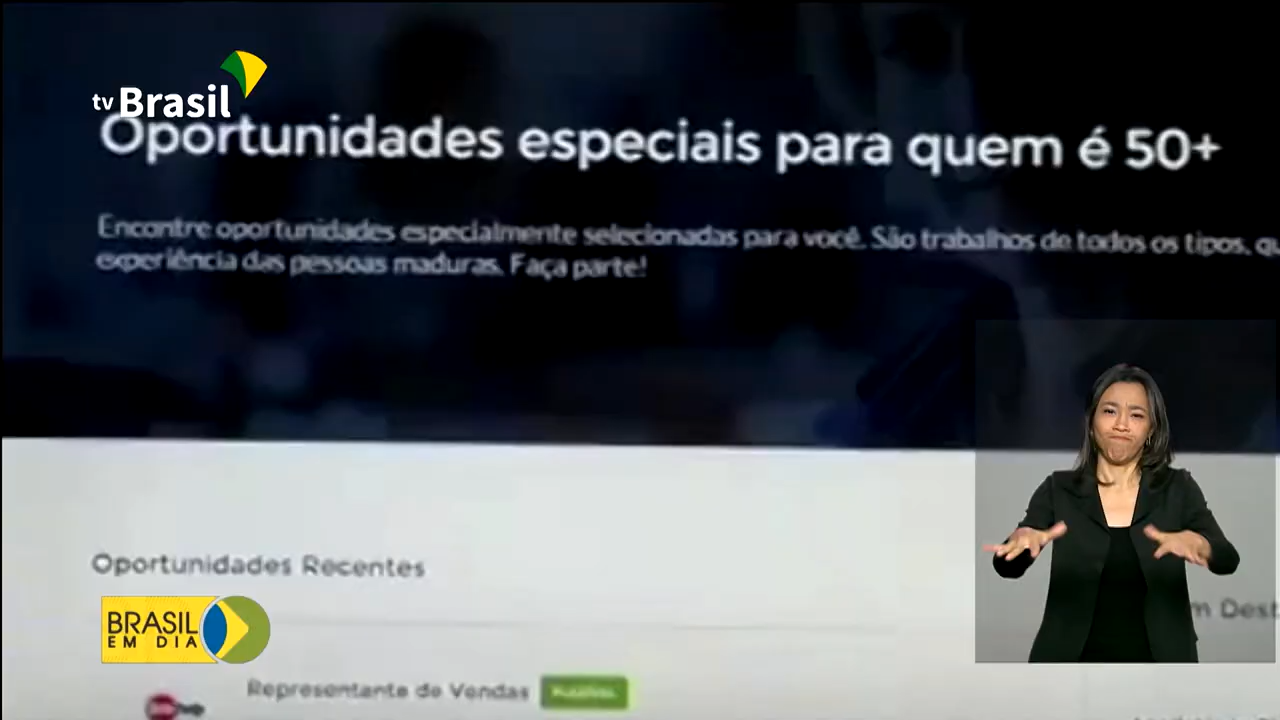 tv Brasil
Oportunidades especiais para quem é 50+
Encontre oportunidades especialmente selecionadas para você. São trabalhos de todos os tipos, qu
experiência das pessoas maduras. Faça parte!
Oportunidades Recentes
m Dest
BRASIL
EM DIA
Representante de Vendas